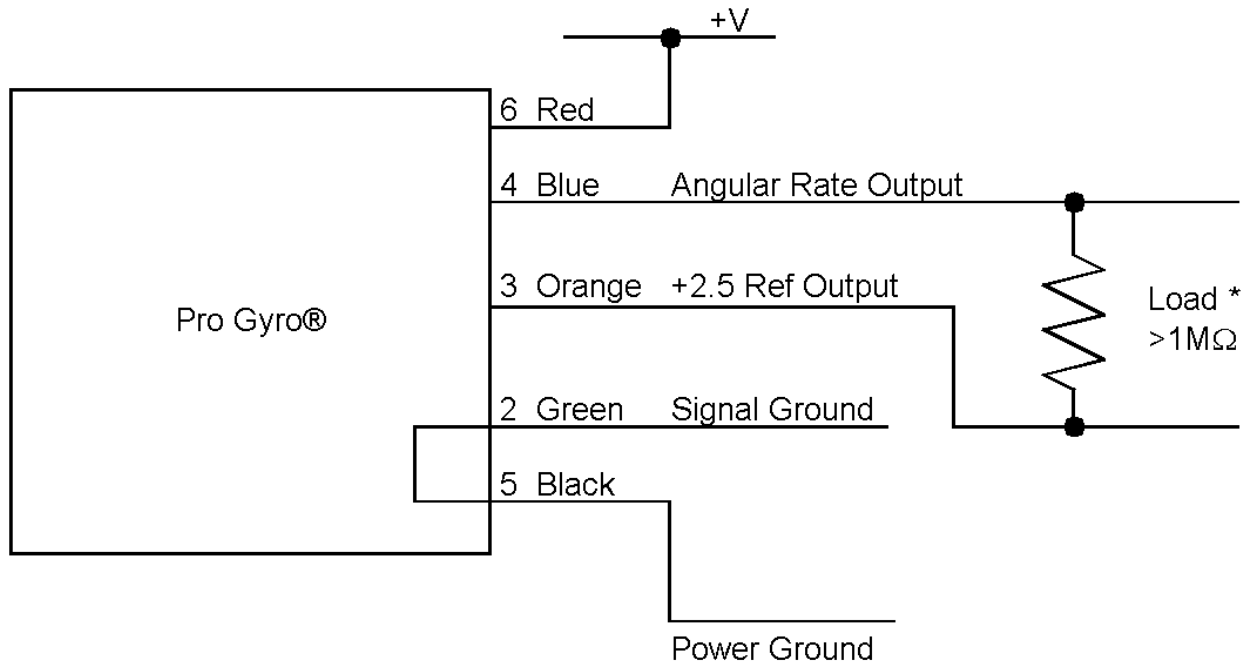 +V
6 Red
4 Blue Angular Rate Output
3 Orange +2.5 Ref Output
Pro Gyro®
Load *
>1MΩ
2 Green Signal Ground
5 Black
Power Ground